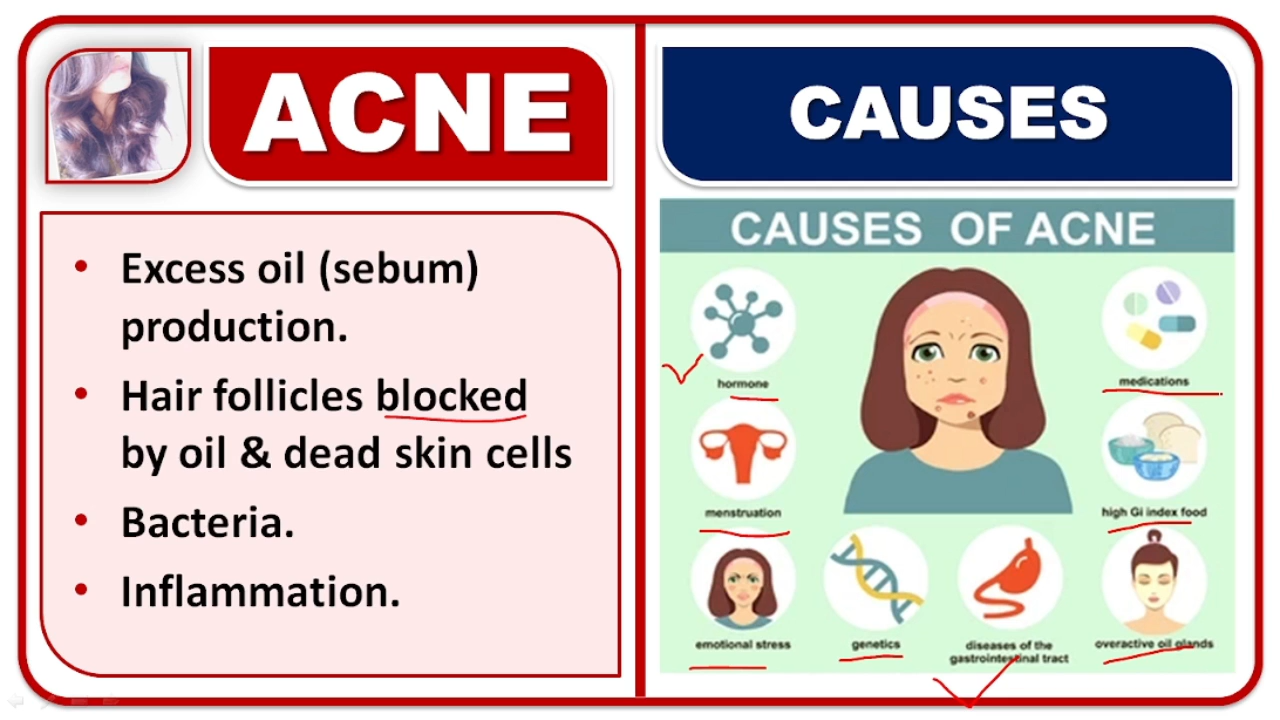 ACNE
CAUSES
• Excess oil (sebum)
production.
• Hair follicles blocked
by oil & dead skin cells
• Bacteria.
• Inflammation.
CAUSES OF ACNE
hormone
medications
menstruation
high Gi index food
emotional stress
genetics
diseases of the
gastrointestinal tract
overactive oil glands